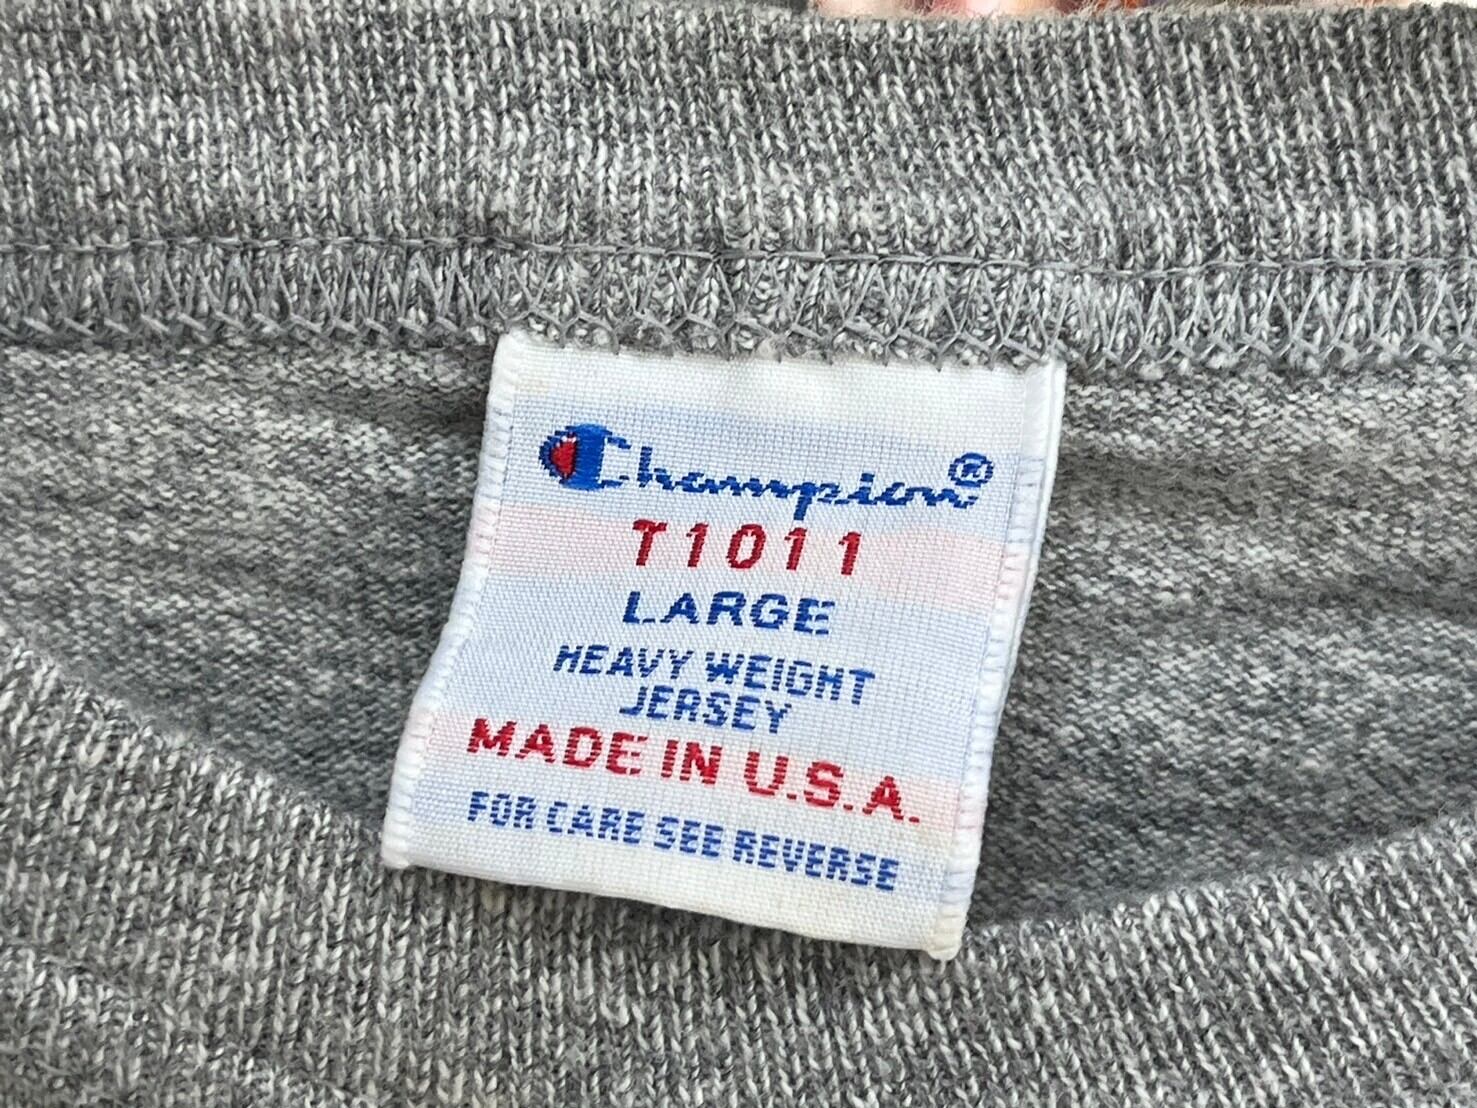 Champion®
T1011
LARGE
HEAVY WEIGHT
JERSEY
MADE IN U.S.A.
FOR CARE SEE REVERSE